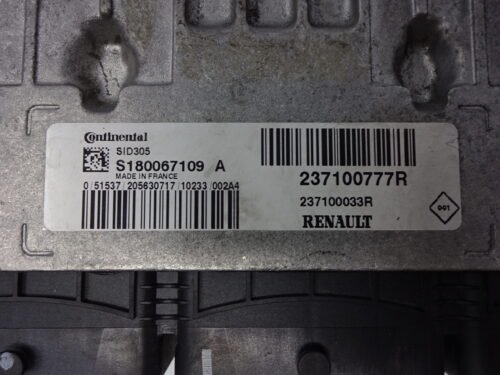 Continental
SID305
S180067109 A
MADE IN FRANCE
0 51537 205630717 10233 002A4
237100777R
237100033R
RENAULT
001